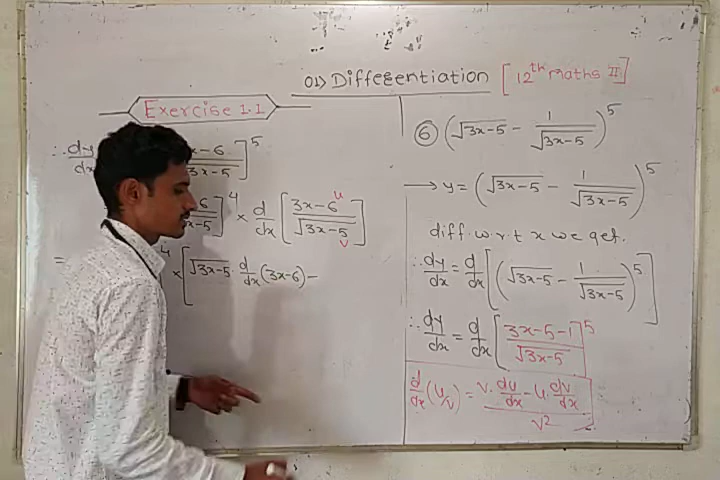 01) Differentiation [12th maths II]
Exercise 1.1
∴ dy/dx x-6 / 3x-5 ]^5
6 / x-5 ]^4 × d/dx [ 3x-6 u / √3x-5 v ]
= ^4 × [ √3x-5 · d/dx (3x-6) -
⑥ ( √3x-5 - 1/√3x-5 )^5
→ y = ( √3x-5 - 1/√3x-5 )^5
diff. w.r.t x we get.
∴ dy/dx = d/dx [ ( √3x-5 - 1/√3x-5 )^5 ]
∴ dy/dx = d/dx [ 3x-5-1 / √3x-5 ]^5
d/dx (u/v) = v · du/dx - u · dv/dx / v²